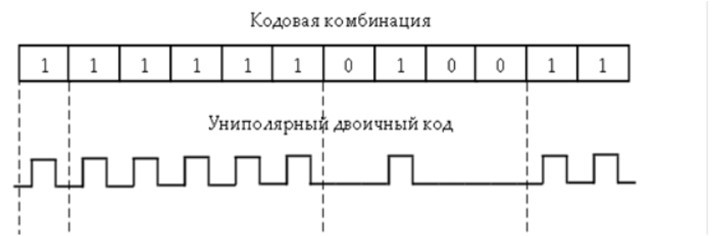 Кодовая комбинация
1 1 1 1 1 1 0 1 0 0 1 1
Униполярный двоичный код